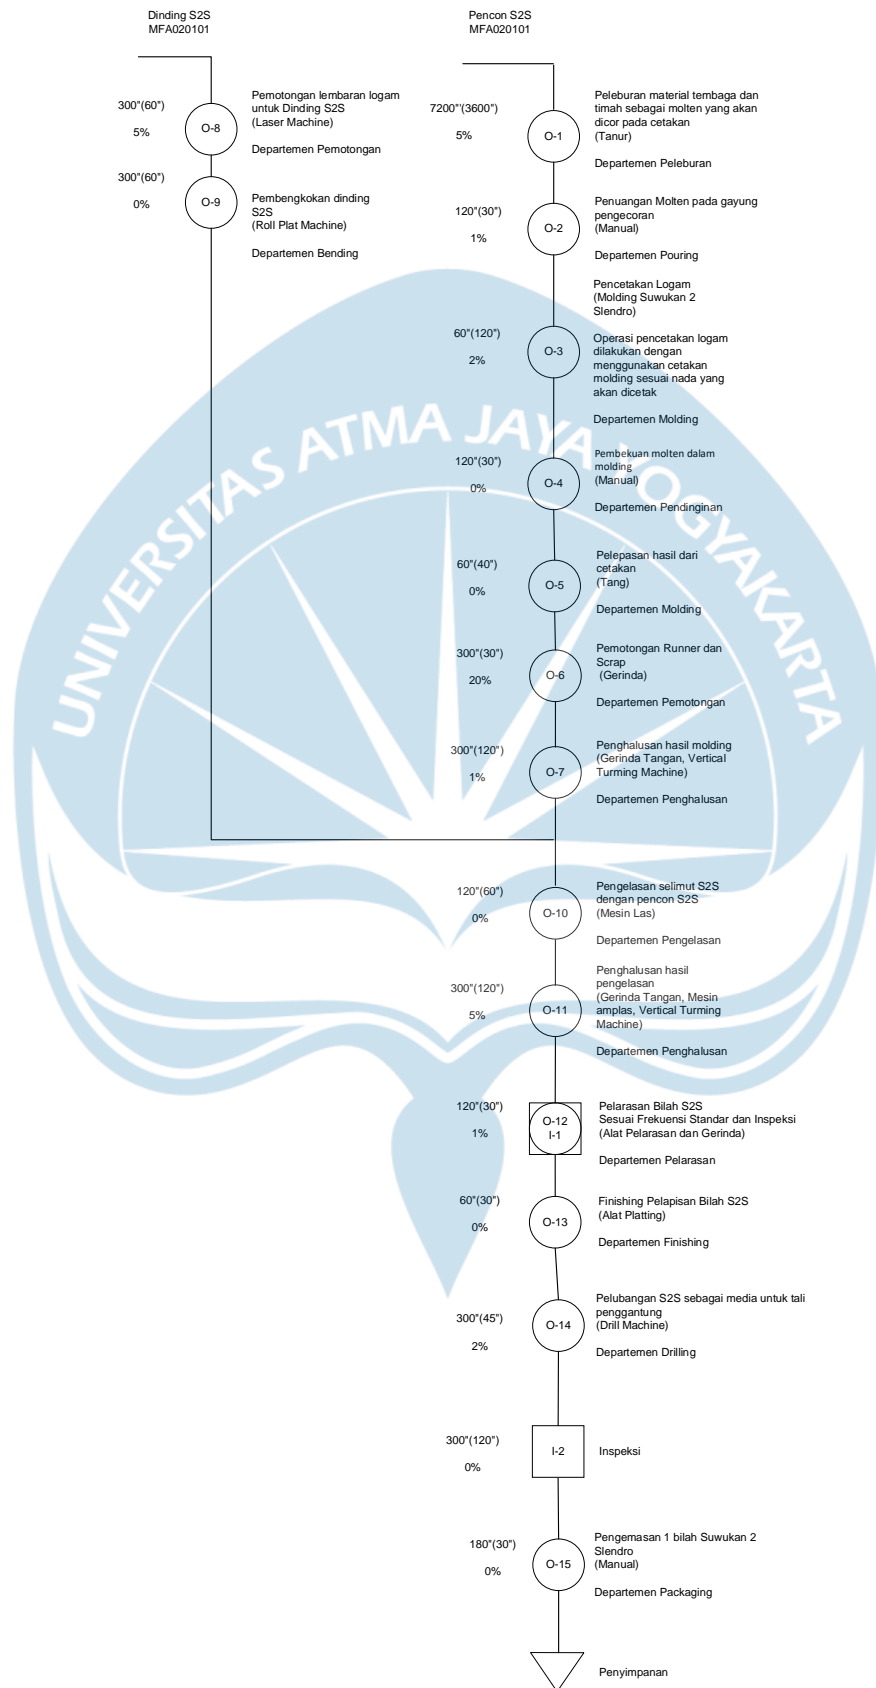 Dinding S2S
MFA020101
Pencon S2S
MFA020101
300"(60")
5%
O-8
Pemotongan lembaran logam
untuk Dinding S2S
(Laser Machine)
Departemen Pemotongan
300"(60")
0%
O-9
Pembengkokan dinding
S2S
(Roll Plat Machine)
Departemen Bending
7200"'(3600")
5%
O-1
Peleburan material tembaga dan
timah sebagai molten yang akan
dicor pada cetakan
(Tanur)
Departemen Peleburan
120"(30")
1%
O-2
Penuangan Molten pada gayung
pengecoran
(Manual)
Departemen Pouring
Pencetakan Logam
(Molding Suwukan 2
Slendro)
60"(120")
2%
O-3
Operasi pencetakan logam
dilakukan dengan
menggunakan cetakan
molding sesuai nada yang
akan dicetak
Departemen Molding
120"(30")
0%
O-4
Pembekuan molten dalam
molding
(Manual)
Departemen Pendinginan
60"(40")
0%
O-5
Pelepasan hasil dari
cetakan
(Tang)
Departemen Molding
300"(30")
20%
O-6
Pemotongan Runner dan
Scrap
(Gerinda)
Departemen Pemotongan
300"(120")
1%
O-7
Penghalusan hasil molding
(Gerinda Tangan, Vertical
Turming Machine)
Departemen Penghalusan
120"(60")
0%
O-10
Pengelasan selimut S2S
dengan pencon S2S
(Mesin Las)
Departemen Pengelasan
300"(120")
5%
O-11
Penghalusan hasil
pengelasan
(Gerinda Tangan, Mesin
amplas, Vertical Turming
Machine)
Departemen Penghalusan
120"(30")
1%
O-12
I-1
Pelarasan Bilah S2S
Sesuai Frekuensi Standar dan Inspeksi
(Alat Pelarasan dan Gerinda)
Departemen Pelarasan
60"(30")
0%
O-13
Finishing Pelapisan Bilah S2S
(Alat Platting)
Departemen Finishing
300"(45")
2%
O-14
Pelubangan S2S sebagai media untuk tali
penggantung
(Drill Machine)
Departemen Drilling
300"(120")
0%
I-2
Inspeksi
180"(30")
0%
O-15
Pengemasan 1 bilah Suwukan 2
Slendro
(Manual)
Departemen Packaging
Penyimpanan
UNIVERSITAS ATMA JAYA YOGYAKARTA